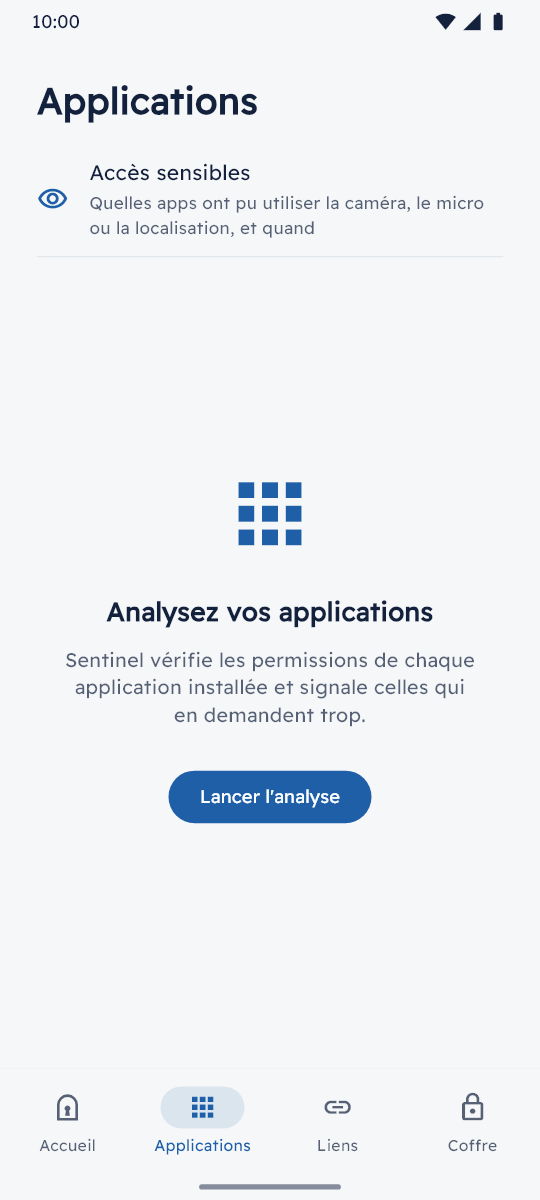 10:00
Applications
Accès sensibles
Quelles apps ont pu utiliser la caméra, le micro
ou la localisation, et quand
Analysez vos applications
Sentinel vérifie les permissions de chaque
application installée et signale celles qui
en demandent trop.
Lancer l'analyse
Accueil
Applications
Liens
Coffre